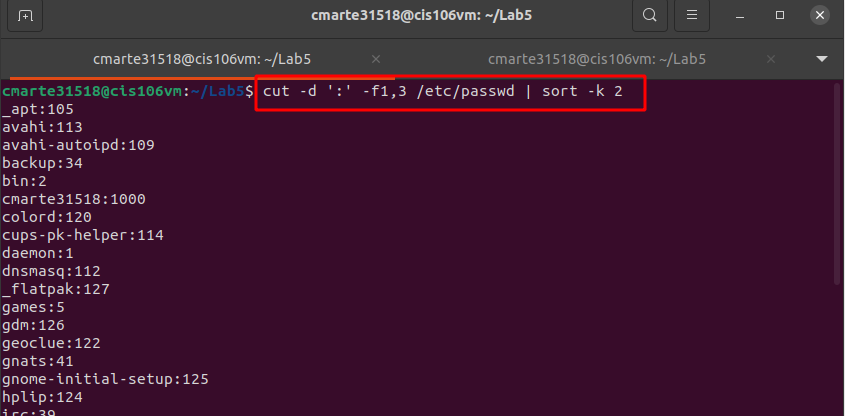 cmarte31518@cis106vm: ~/Lab5
cmarte31518@cis106vm: ~/Lab5 × cmarte31518@cis106vm: ~/Lab5 ×
cmarte31518@cis106vm:~/Lab5$ cut -d ':' -f1,3 /etc/passwd | sort -k 2
_apt:105
avahi:113
avahi-autoipd:109
backup:34
bin:2
cmarte31518:1000
colord:120
cups-pk-helper:114
daemon:1
dnsmasq:112
_flatpak:127
games:5
gdm:126
geoclue:122
gnats:41
gnome-initial-setup:125
hplip:124
irc:39